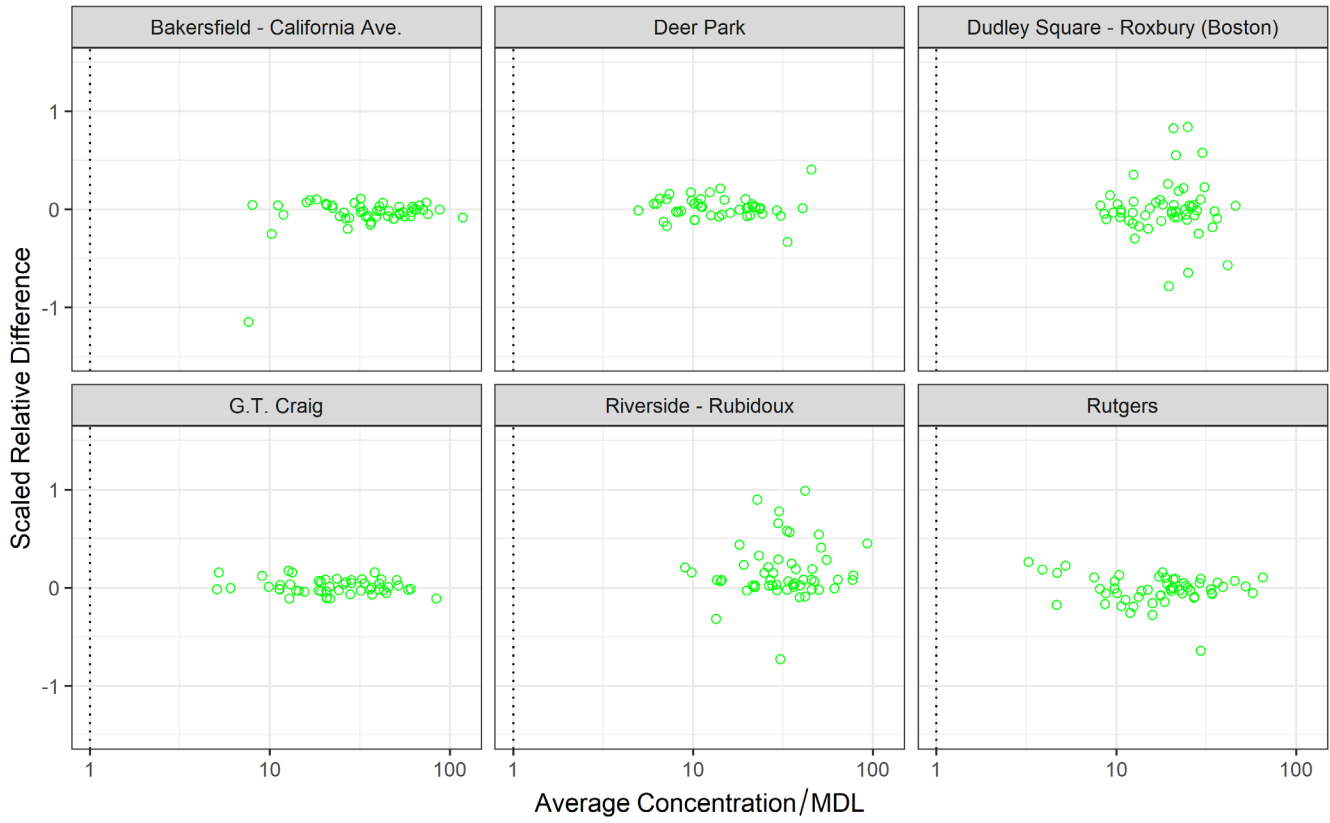 Bakersfield - California Ave.
Deer Park
Dudley Square - Roxbury (Boston)
1
0
-1
G.T. Craig
Riverside - Rubidoux
Rutgers
1
0
-1
1
10
100
1
10
100
1
10
100
Scaled Relative Difference
Average Concentration/MDL